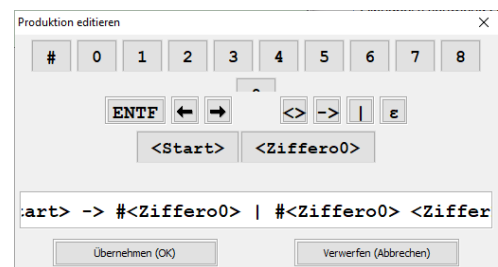 Produktion editieren
# 0 1 2 3 4 5 6 7 8
ENTF ← → <> -> | ε
<Start> <Ziffero0>
art> -> #<Ziffero0> | #<Ziffero0> <Ziffer
Übernehmen (OK) Verwerfen (Abbrechen)